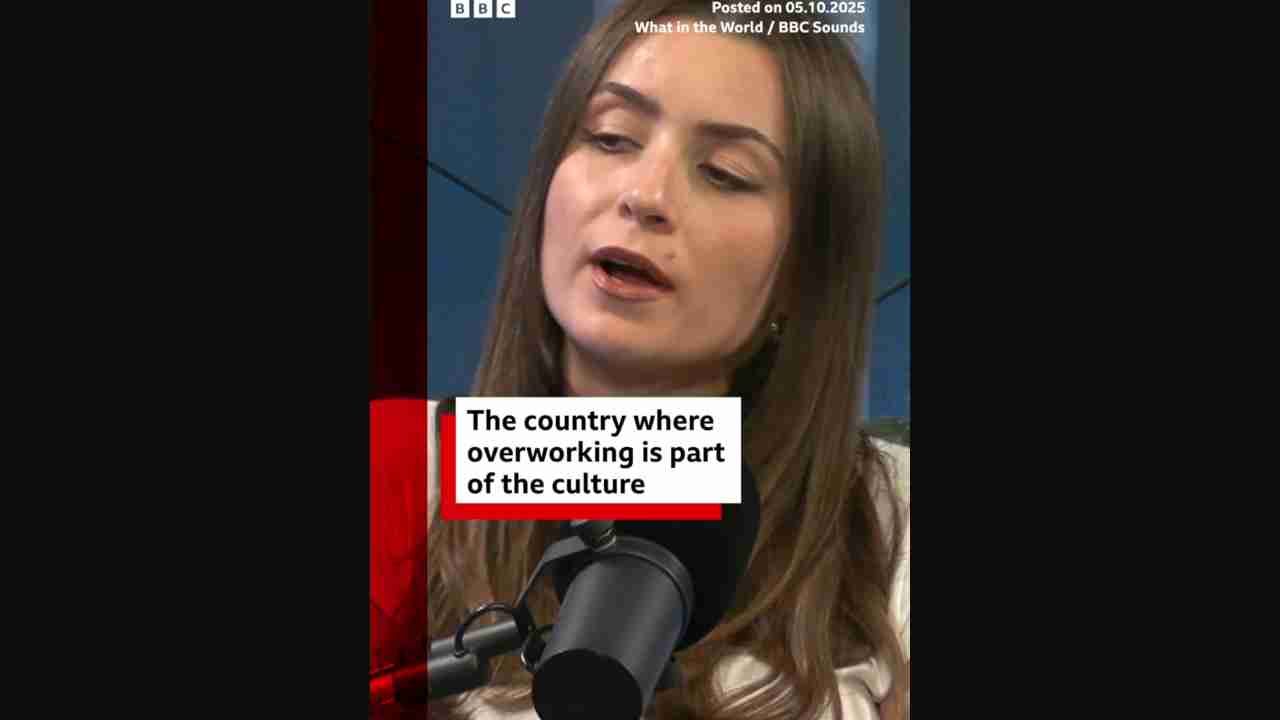 BBC
Posted on 05.10.2025
What in the World / BBC Sounds
The country where
overworking is part
of the culture